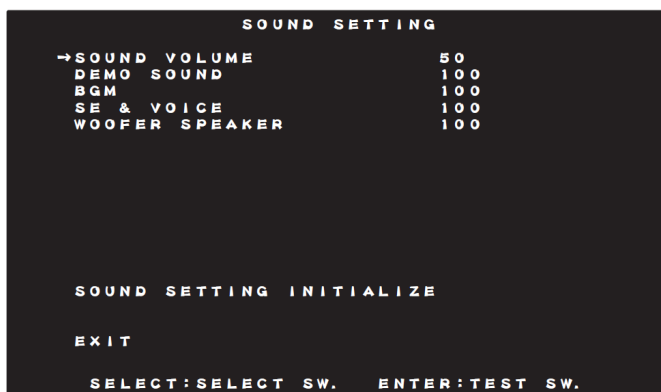 SOUND SETTING
→SOUND VOLUME 50
DEMO SOUND 100
BGM 100
SE & VOICE 100
WOOFER SPEAKER 100
SOUND SETTING INITIALIZE
EXIT
SELECT:SELECT SW. ENTER:TEST SW.